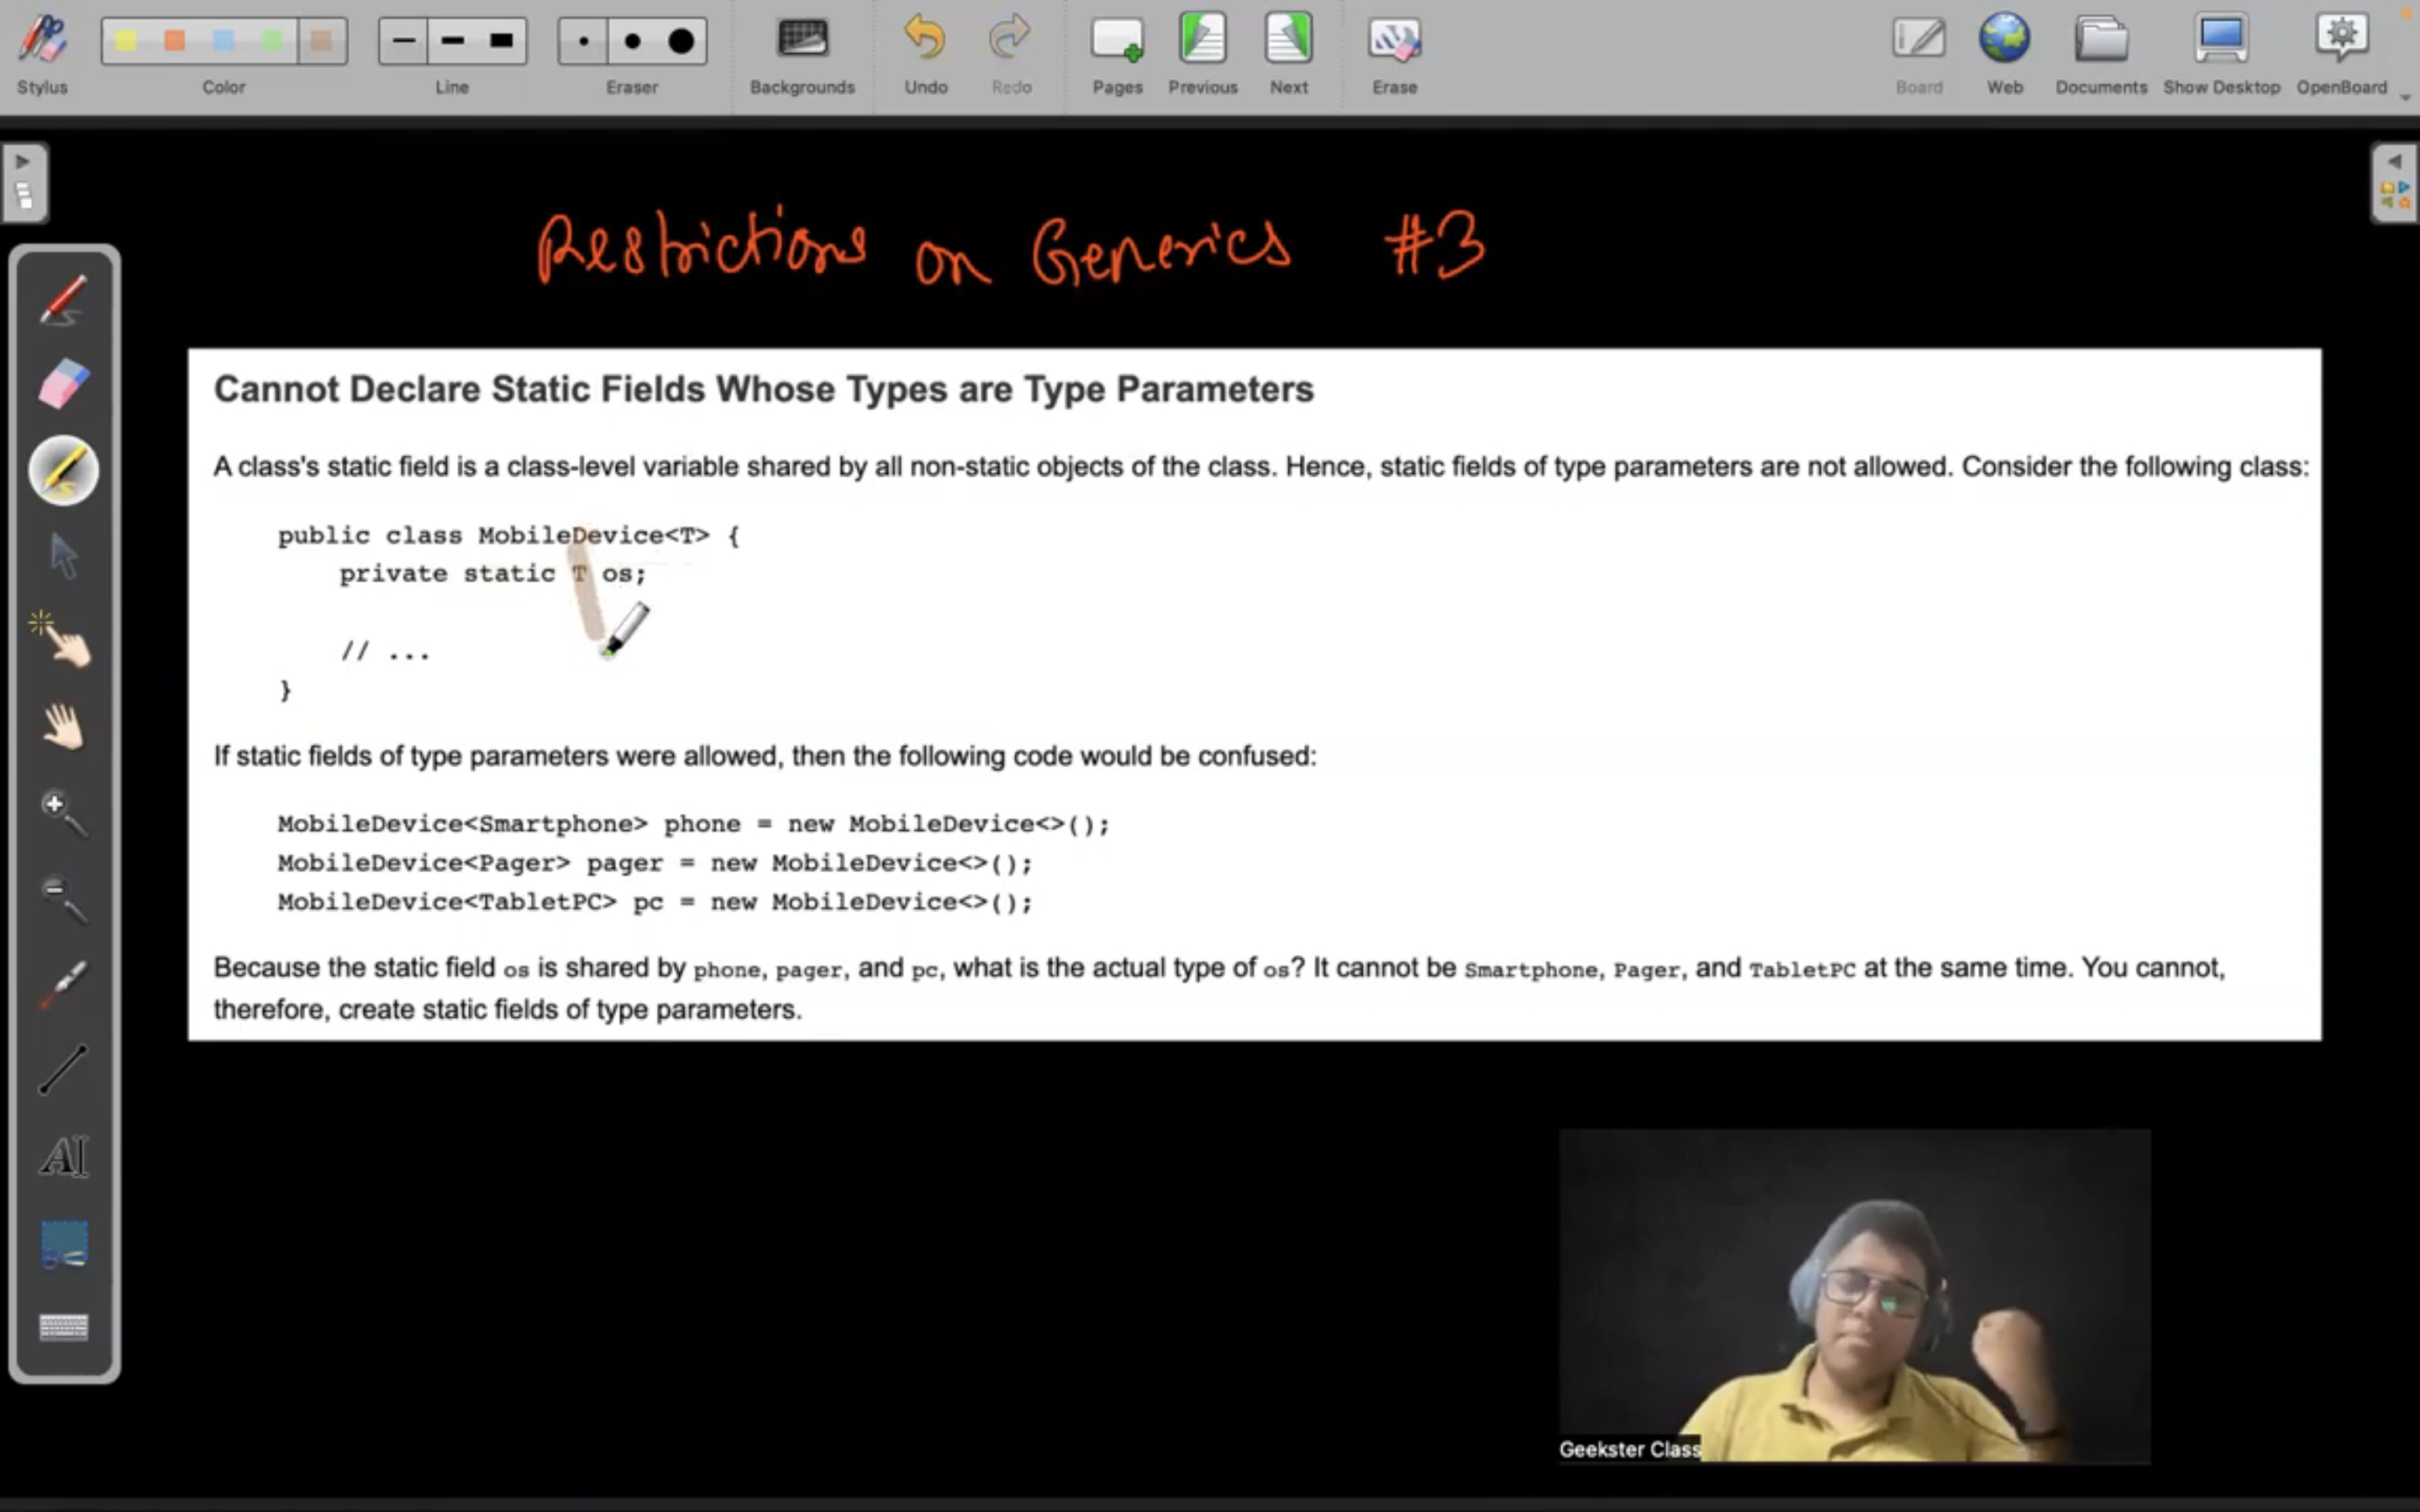 Stylus Color Line Eraser Backgrounds Undo Redo Pages Previous Next Erase Board Web Documents Show Desktop OpenBoard
Restrictions on Generics #3
Cannot Declare Static Fields Whose Types are Type Parameters
A class's static field is a class-level variable shared by all non-static objects of the class. Hence, static fields of type parameters are not allowed. Consider the following class:
public class MobileDevice<T> {
private static T os;
// ...
}
If static fields of type parameters were allowed, then the following code would be confused:
MobileDevice<Smartphone> phone = new MobileDevice<>();
MobileDevice<Pager> pager = new MobileDevice<>();
MobileDevice<TabletPC> pc = new MobileDevice<>();
Because the static field os is shared by phone, pager, and pc, what is the actual type of os? It cannot be Smartphone, Pager, and TabletPC at the same time. You cannot,
therefore, create static fields of type parameters.
AI
Geekster Class